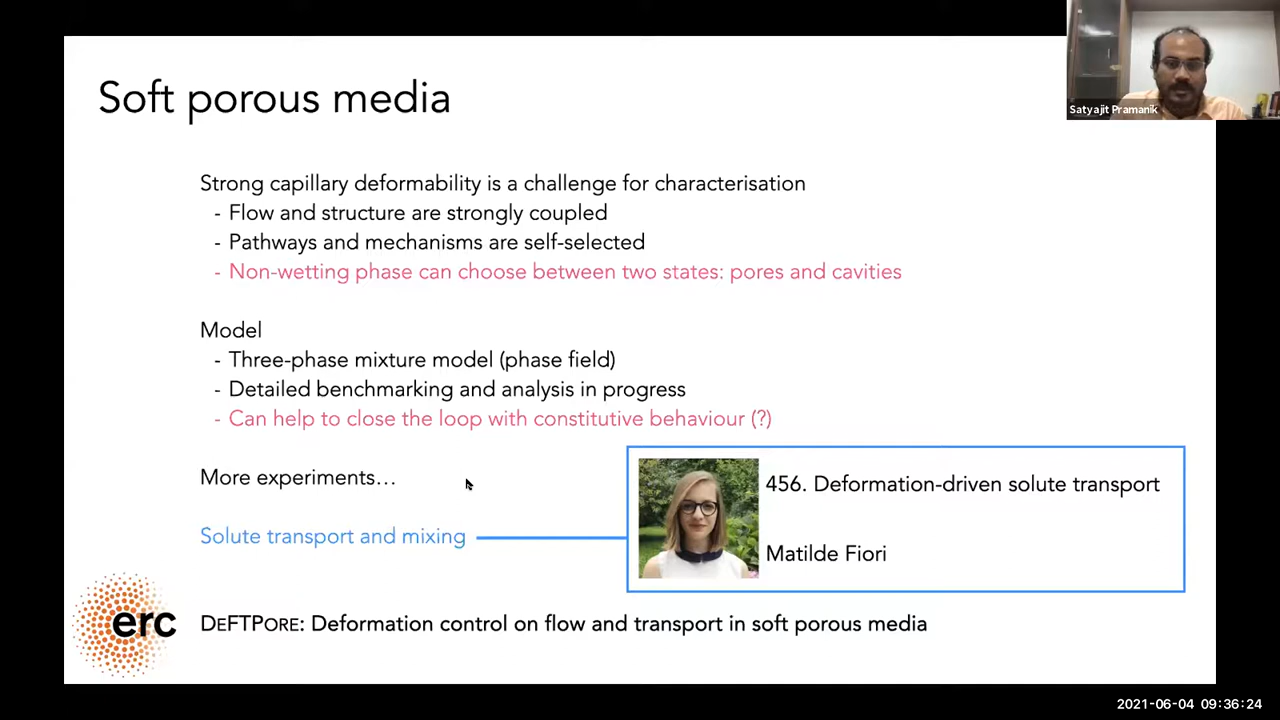 Soft porous media
Satyajit Pramanik
Strong capillary deformability is a challenge for characterisation
- Flow and structure are strongly coupled
- Pathways and mechanisms are self-selected
- Non-wetting phase can choose between two states: pores and cavities
Model
- Three-phase mixture model (phase field)
- Detailed benchmarking and analysis in progress
- Can help to close the loop with constitutive behaviour (?)
More experiments...
456. Deformation-driven solute transport
Solute transport and mixing
Matilde Fiori
erc
DEFTPORE: Deformation control on flow and transport in soft porous media
2021-06-04 09:36:24